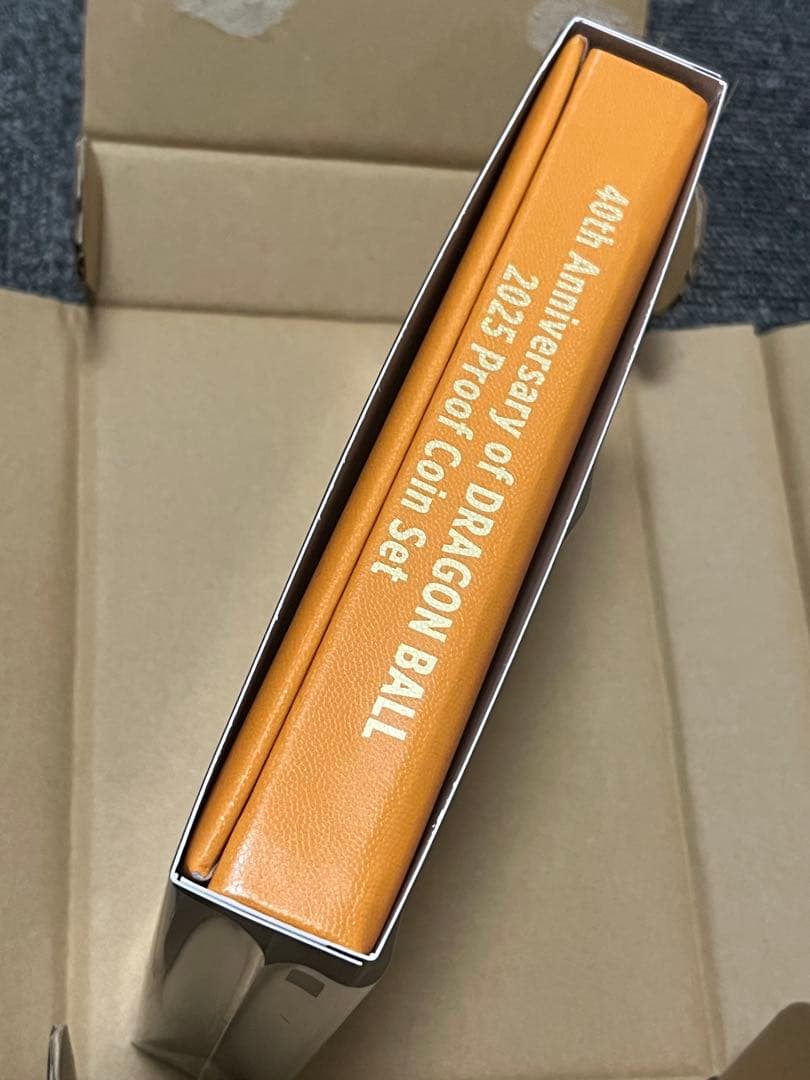 40th Anniversary of DRAGON BALL
2025 Proof Coin Set